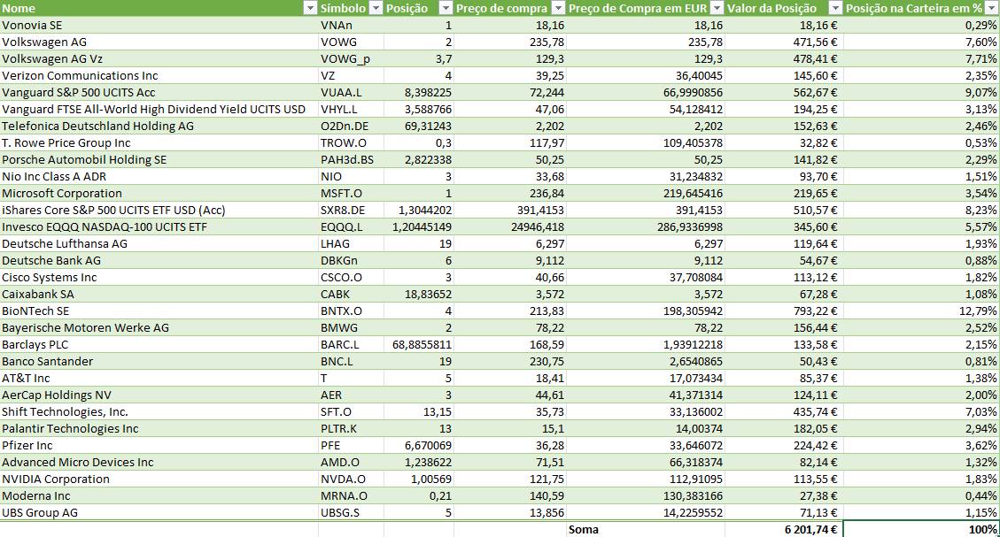 Nome Símbolo Posição Preço de compra Preço de Compra em EUR Valor da Posição Posição na Carteira em %
Vonovia SE VNAn 1 18,16 18,16 18,16 € 0,29%
Volkswagen AG VOWG 2 235,78 235,78 471,56 € 7,60%
Volkswagen AG Vz VOWG_p 3,7 129,3 129,3 478,41 € 7,71%
Verizon Communications Inc VZ 4 39,25 36,40045 145,60 € 2,35%
Vanguard S&P 500 UCITS Acc VUAA.L 8,398225 72,244 66,9990856 562,67 € 9,07%
Vanguard FTSE All-World High Dividend Yield UCITS USD VHYL.L 3,588766 47,06 54,128412 194,25 € 3,13%
Telefonica Deutschland Holding AG O2Dn.DE 69,31243 2,202 2,202 152,63 € 2,46%
T. Rowe Price Group Inc TROW.O 0,3 117,97 109,405378 32,82 € 0,53%
Porsche Automobil Holding SE PAH3d.BS 2,822338 50,25 50,25 141,82 € 2,29%
Nio Inc Class A ADR NIO 3 33,68 31,234832 93,70 € 1,51%
Microsoft Corporation MSFT.O 1 236,84 219,645416 219,65 € 3,54%
iShares Core S&P 500 UCITS ETF USD (Acc) SXR8.DE 1,3044202 391,4153 391,4153 510,57 € 8,23%
Invesco EQQQ NASDAQ-100 UCITS ETF EQQQ.L 1,20445149 24946,418 286,9336998 345,60 € 5,57%
Deutsche Lufthansa AG LHAG 19 6,297 6,297 119,64 € 1,93%
Deutsche Bank AG DBKGn 6 9,112 9,112 54,67 € 0,88%
Cisco Systems Inc CSCO.O 3 40,66 37,708084 113,12 € 1,82%
Caixabank SA CABK 18,83652 3,572 3,572 67,28 € 1,08%
BioNTech SE BNTX.O 4 213,83 198,305942 793,22 € 12,79%
Bayerische Motoren Werke AG BMWG 2 78,22 78,22 156,44 € 2,52%
Barclays PLC BARC.L 68,8855811 168,59 1,93912218 133,58 € 2,15%
Banco Santander BNC.L 19 230,75 2,6540865 50,43 € 0,81%
AT&T Inc T 5 18,41 17,073434 85,37 € 1,38%
AerCap Holdings NV AER 3 44,61 41,371314 124,11 € 2,00%
Shift Technologies, Inc. SFT.O 13,15 35,73 33,136002 435,74 € 7,03%
Palantir Technologies Inc PLTR.K 13 15,1 14,00374 182,05 € 2,94%
Pfizer Inc PFE 6,670069 36,28 33,646072 224,42 € 3,62%
Advanced Micro Devices Inc AMD.O 1,238622 71,51 66,318374 82,14 € 1,32%
NVIDIA Corporation NVDA.O 1,00569 121,75 112,91095 113,55 € 1,83%
Moderna Inc MRNA.O 0,21 140,59 130,383166 27,38 € 0,44%
UBS Group AG UBSG.S 5 13,856 14,2259552 71,13 € 1,15%
Soma 6 201,74 € 100%